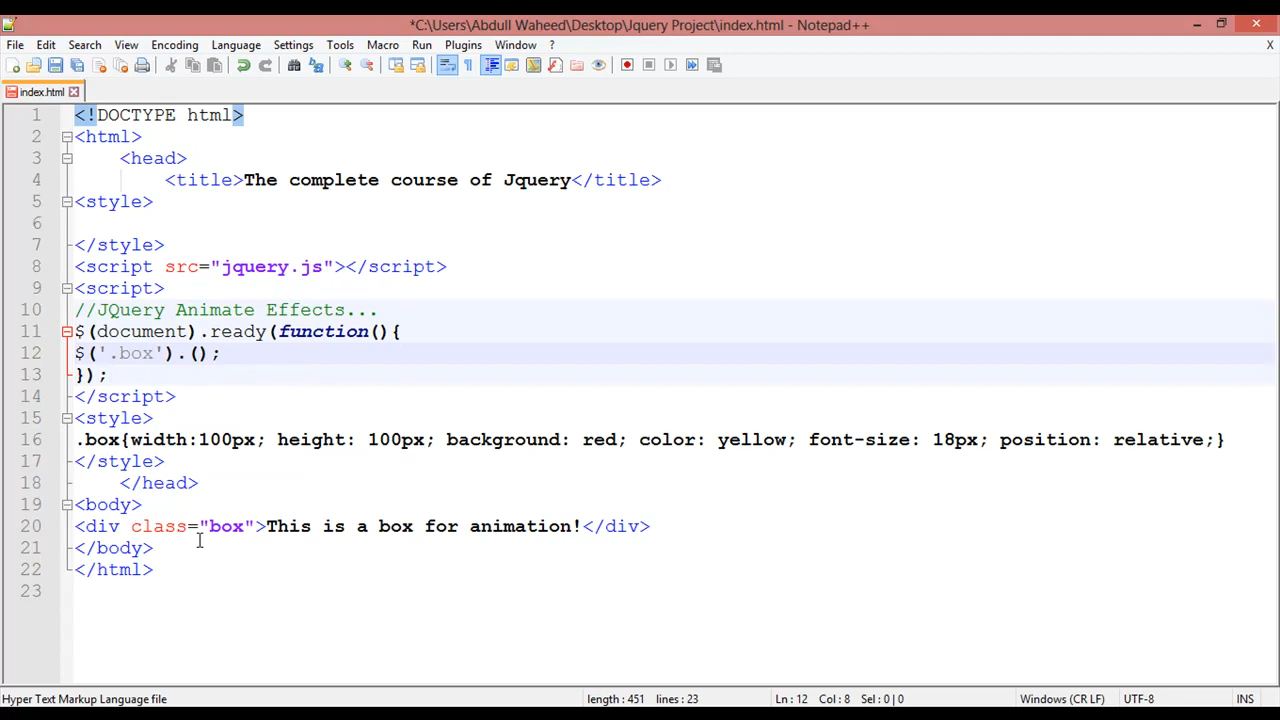 *C:\Users\Abdull Waheed\Desktop\Jquery Project\index.html - Notepad++
File Edit Search View Encoding Language Settings Tools Macro Run Plugins Window ? X
index.html
1 <!DOCTYPE html>
2 <html>
3 <head>
4 <title>The complete course of Jquery</title>
5 <style>
6
7 </style>
8 <script src="jquery.js"></script>
9 <script>
10 //JQuery Animate Effects...
11 $(document).ready(function(){
12 $('.box').();
13 });
14 </script>
15 <style>
16 .box{width:100px; height: 100px; background: red; color: yellow; font-size: 18px; position: relative;}
17 </style>
18 </head>
19 <body>
20 <div class="box">This is a box for animation!</div>
21 </body>
22 </html>
23
Hyper Text Markup Language file length : 451 lines : 23 Ln : 12 Col : 8 Sel : 0 | 0 Windows (CR LF) UTF-8 INS